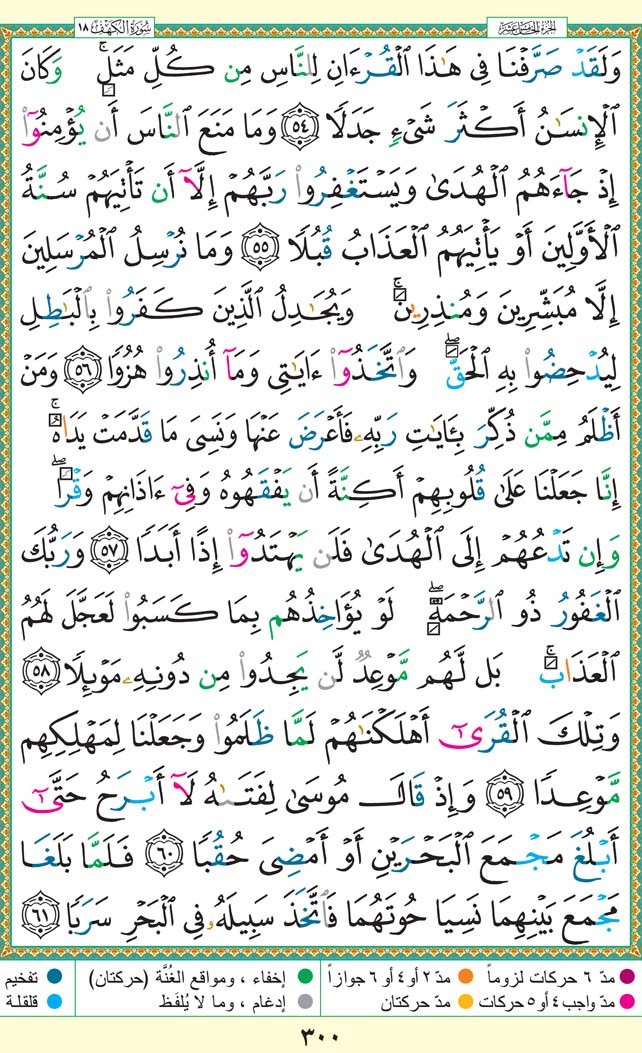 الجزء الخامس عشر
سُورَةُ الكَهْفِ ١٨
وَلَقَدْ صَرَّفْنَا فِي هَٰذَا الْقُرْءَانِ لِلنَّاسِ مِن كُلِّ مَثَلٍ ۚ وَكَانَ
الْإِنسَٰنُ أَكْثَرَ شَىْءٍ جَدَلًا ٥٤ وَمَا مَنَعَ النَّاسَ أَن يُؤْمِنُوٓا۟
إِذْ جَآءَهُمُ الْهُدَىٰ وَيَسْتَغْفِرُوا۟ رَبَّهُمْ إِلَّآ أَن تَأْتِيَهُمْ سُنَّةُ
الْأَوَّلِينَ أَوْ يَأْتِيَهُمُ الْعَذَابُ قُبُلًا ٥٥ وَمَا نُرْسِلُ الْمُرْسَلِينَ
إِلَّا مُبَشِّرِينَ وَمُنذِرِينَ ۚ وَيُجَٰدِلُ الَّذِينَ كَفَرُوا۟ بِالْبَٰطِلِ
لِيُدْحِضُوا۟ بِهِ الْحَقَّ ۖ وَاتَّخَذُوٓا۟ ءَايَٰتِى وَمَآ أُنذِرُوا۟ هُزُوًا ٥٦ وَمَنْ
أَظْلَمُ مِمَّن ذُكِّرَ بِـَٔايَٰتِ رَبِّهِۦ فَأَعْرَضَ عَنْهَا وَنَسِىَ مَا قَدَّمَتْ يَدَاهُ ۚ
إِنَّا جَعَلْنَا عَلَىٰ قُلُوبِهِمْ أَكِنَّةً أَن يَفْقَهُوهُ وَفِىٓ ءَاذَانِهِمْ وَقْرًا ۖ
وَإِن تَدْعُهُمْ إِلَى الْهُدَىٰ فَلَن يَهْتَدُوٓا۟ إِذًا أَبَدًا ٥٧ وَرَبُّكَ
الْغَفُورُ ذُو الرَّحْمَةِ ۖ لَوْ يُؤَاخِذُهُم بِمَا كَسَبُوا۟ لَعَجَّلَ لَهُمُ
الْعَذَابَ ۚ بَل لَّهُم مَّوْعِدٌ لَّن يَجِدُوا۟ مِن دُونِهِۦ مَوْئِلًا ٥٨
وَتِلْكَ الْقُرَىٰٓ أَهْلَكْنَٰهُمْ لَمَّا ظَلَمُوا۟ وَجَعَلْنَا لِمَهْلِكِهِم
مَّوْعِدًا ٥٩ وَإِذْ قَالَ مُوسَىٰ لِفَتَىٰهُ لَآ أَبْرَحُ حَتَّىٰٓ
أَبْلُغَ مَجْمَعَ الْبَحْرَيْنِ أَوْ أَمْضِىَ حُقُبًا ٦٠ فَلَمَّا بَلَغَا
مَجْمَعَ بَيْنِهِمَا نَسِيَا حُوتَهُمَا فَاتَّخَذَ سَبِيلَهُۥ فِى الْبَحْرِ سَرَبًا ٦١
مدّ ٦ حركات لزوماً مدّ ٢ أو ٤ أو ٦ جوازاً إخفاء ، ومواقع الغُنَّة (حركتان) تفخيم
مدّ واجب ٤ أو ٥ حركات مدّ حركتان إدغام ، وما لا يُلفَظ قلقلة
٣٠٠